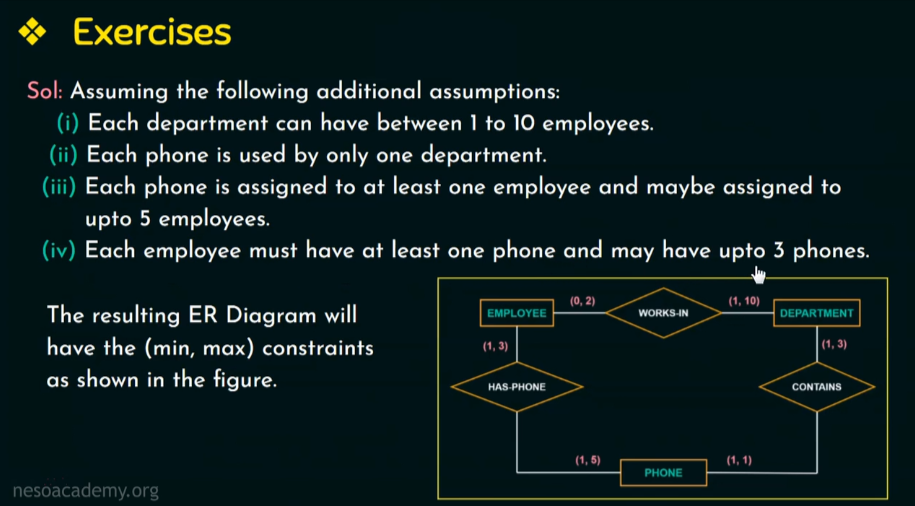 ❖ Exercises
Sol: Assuming the following additional assumptions:
(i) Each department can have between 1 to 10 employees.
(ii) Each phone is used by only one department.
(iii) Each phone is assigned to at least one employee and maybe assigned to
upto 5 employees.
(iv) Each employee must have at least one phone and may have upto 3 phones.
The resulting ER Diagram will
have the (min, max) constraints
as shown in the figure.
EMPLOYEE (0, 2) WORKS-IN (1, 10) DEPARTMENT
(1, 3) (1, 3)
HAS-PHONE CONTAINS
(1, 5) PHONE (1, 1)
nesoacademy.org